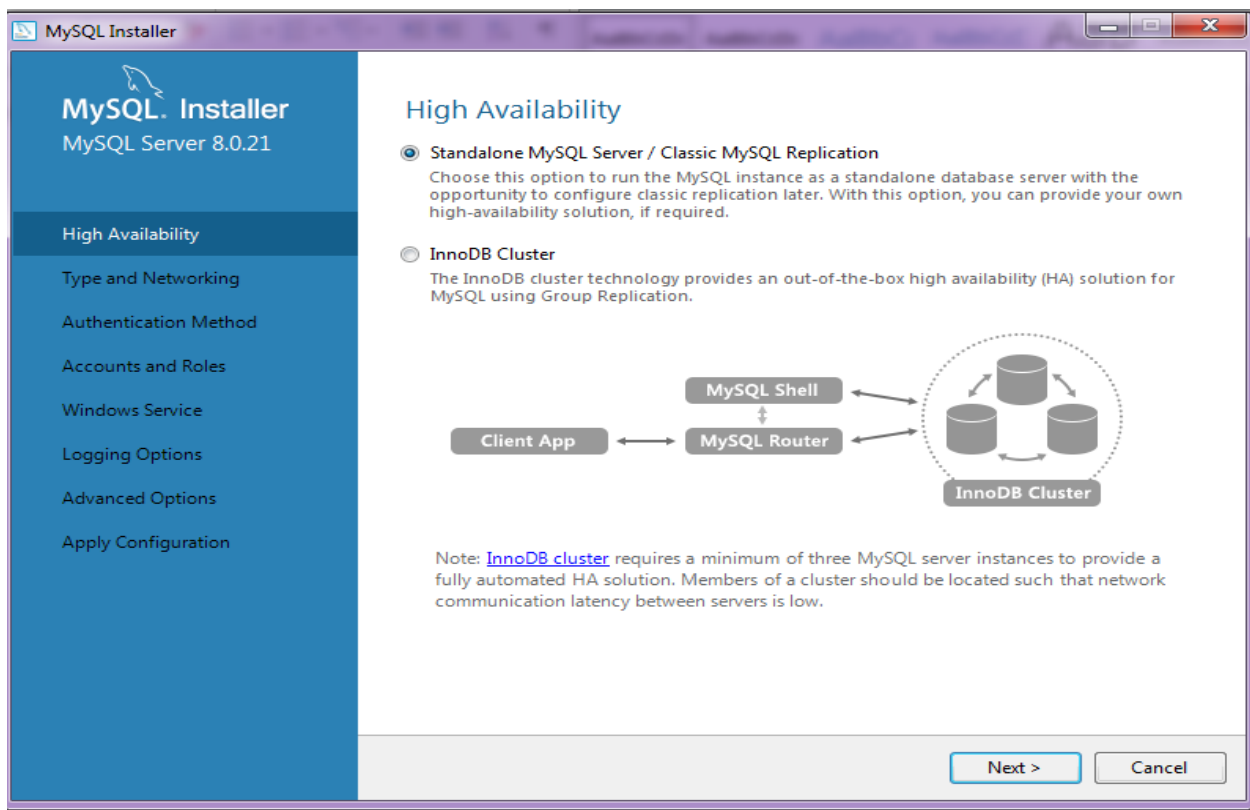 MySQL Installer
MySQL. Installer
MySQL Server 8.0.21
High Availability
Type and Networking
Authentication Method
Accounts and Roles
Windows Service
Logging Options
Advanced Options
Apply Configuration
High Availability
Standalone MySQL Server / Classic MySQL Replication
Choose this option to run the MySQL instance as a standalone database server with the
opportunity to configure classic replication later. With this option, you can provide your own
high-availability solution, if required.
InnoDB Cluster
The InnoDB cluster technology provides an out-of-the-box high availability (HA) solution for
MySQL using Group Replication.
MySQL Shell
Client App
MySQL Router
InnoDB Cluster
Note: InnoDB cluster requires a minimum of three MySQL server instances to provide a
fully automated HA solution. Members of a cluster should be located such that network
communication latency between servers is low.
Next >
Cancel